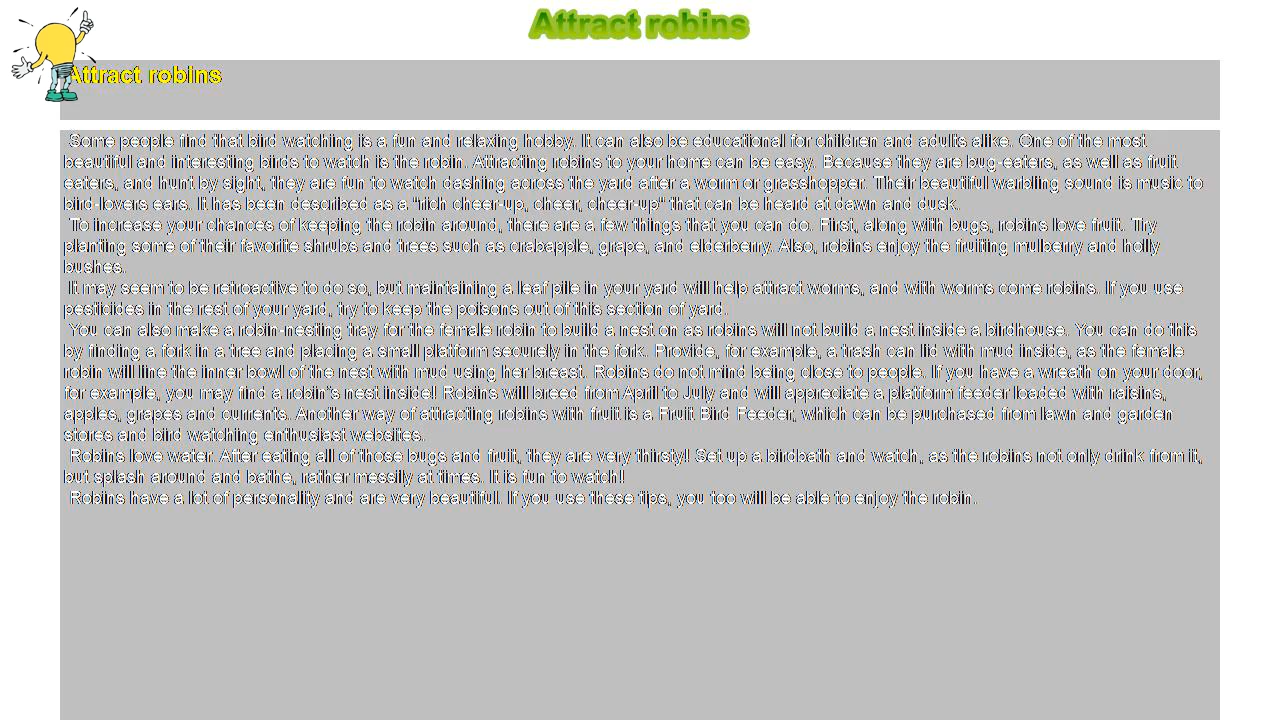 Attract robins
Attract robins
Some people find that bird watching is a fun and relaxing hobby. It can also be educational for children and adults alike. One of the most
beautiful and interesting birds to watch is the robin. Attracting robins to your home can be easy. Because they are bug-eaters, as well as fruit
eaters, and hunt by sight, they are fun to watch dashing across the yard after a worm or grasshopper. Their beautiful warbling sound is music to
bird-lovers ears. It has been described as a "rich cheer-up, cheer, cheer-up" that can be heard at dawn and dusk.
To increase your chances of keeping the robin around, there are a few things that you can do. First, along with bugs, robins love fruit. Try
planting some of their favorite shrubs and trees such as crabapple, grape, and elderberry. Also, robins enjoy the fruiting mulberry and holly
bushes.
It may seem to be retroactive to do so, but maintaining a leaf pile in your yard will help attract worms, and with worms come robins. If you use
pesticides in the rest of your yard, try to keep the poisons out of this section of yard.
You can also make a robin-nesting tray for the female robin to build a nest on as robins will not build a nest inside a birdhouse. You can do this
by finding a fork in a tree and placing a small platform securely in the fork. Provide, for example, a trash can lid with mud inside, as the female
robin will line the inner bowl of the nest with mud using her breast. Robins do not mind being close to people. If you have a wreath on your door,
for example, you may find a robin's nest inside! Robins will breed from April to July and will appreciate a platform feeder loaded with raisins,
apples, grapes and currents. Another way of attracting robins with fruit is a Fruit Bird Feeder, which can be purchased from lawn and garden
stores and bird watching enthusiast websites.
Robins love water. After eating all of those bugs and fruit, they are very thirsty! Set up a birdbath and watch, as the robins not only drink from it,
but splash around and bathe, rather messily at times. It is fun to watch!
Robins have a lot of personality and are very beautiful. If you use these tips, you too will be able to enjoy the robin.